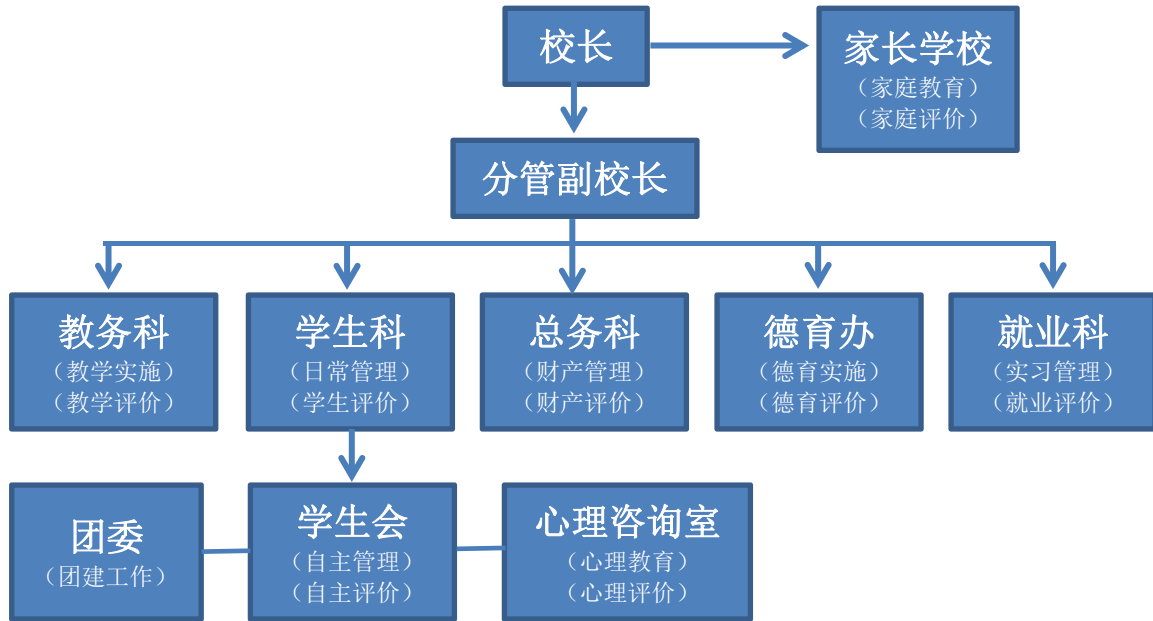 校长
家长学校
（家庭教育）
（家庭评价）
分管副校长
教务科
（教学实施）
（教学评价）
学生科
（日常管理）
（学生评价）
总务科
（财产管理）
（财产评价）
德育办
（德育实施）
（德育评价）
就业科
（实习管理）
（就业评价）
团委
（团建工作）
学生会
（自主管理）
（自主评价）
心理咨询室
（心理教育）
（心理评价）